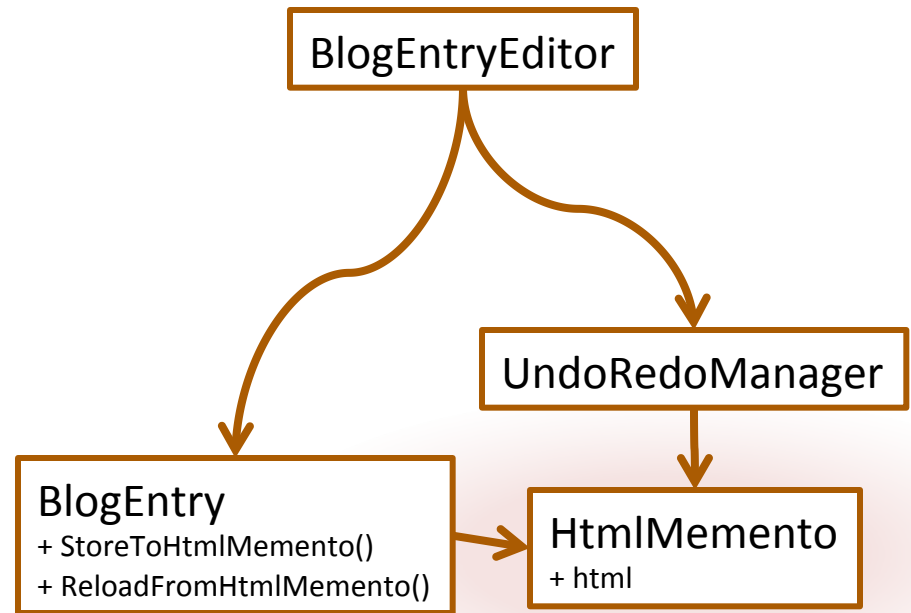 BlogEntryEditor
UndoRedoManager
BlogEntry
+ StoreToHtmlMemento()
+ ReloadFromHtmlMemento()
HtmlMemento
+ html